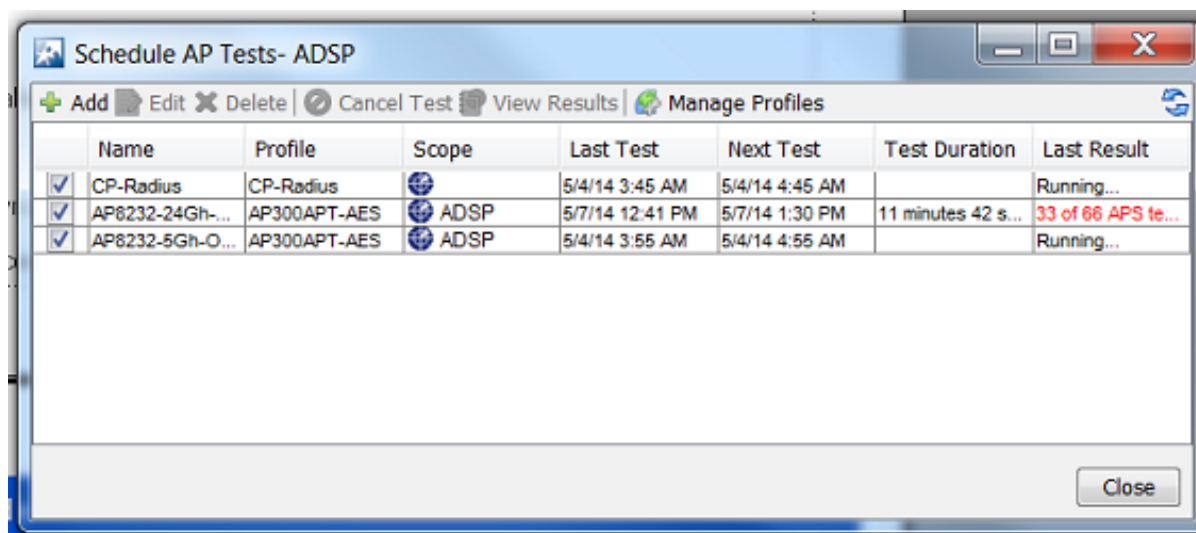 Schedule AP Tests- ADSP
Add Edit Delete Cancel Test View Results Manage Profiles
Name Profile Scope Last Test Next Test Test Duration Last Result
CP-Radius CP-Radius 5/4/14 3:45 AM 5/4/14 4:45 AM Running...
AP8232-24Gh-... AP300APT-AES ADSP 5/7/14 12:41 PM 5/7/14 1:30 PM 11 minutes 42 s... 33 of 66 APS te...
AP8232-5Gh-O... AP300APT-AES ADSP 5/4/14 3:55 AM 5/4/14 4:55 AM Running...
Close